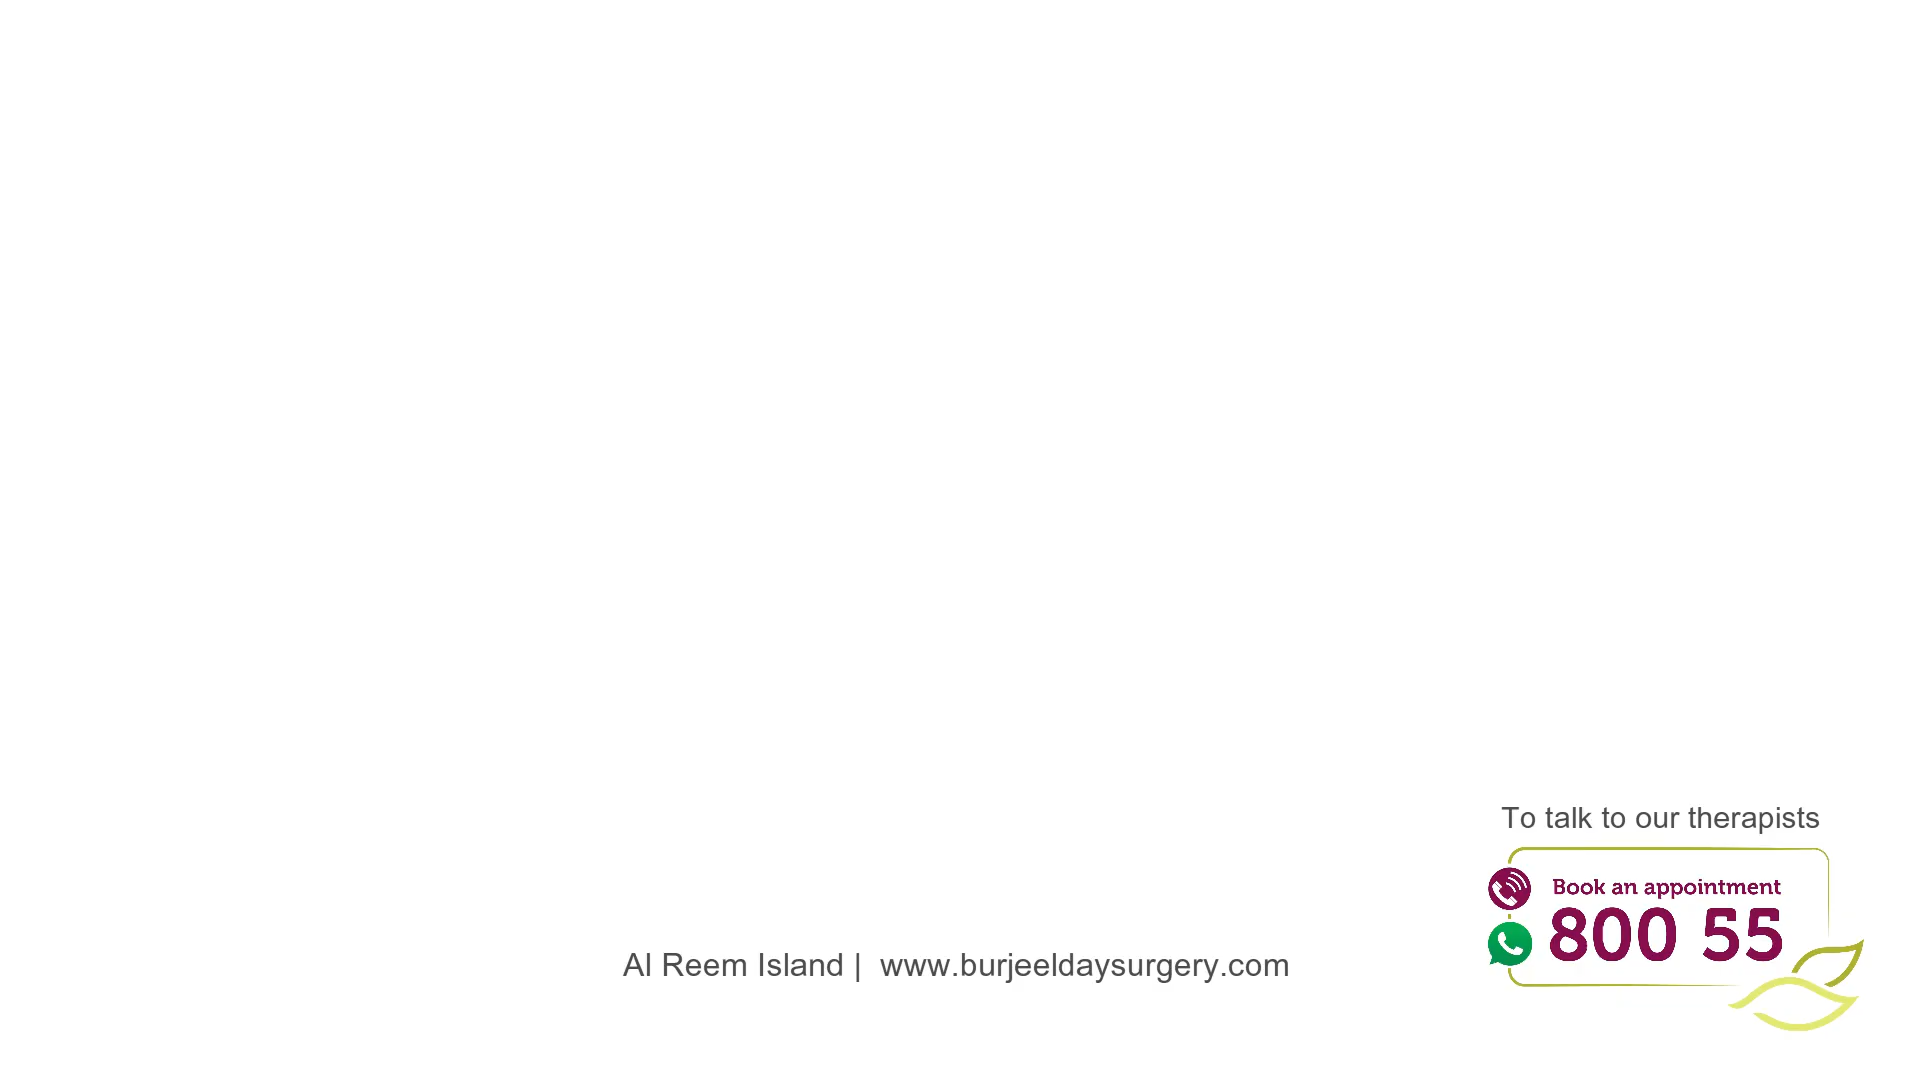 To talk to our therapists
Book an appointment
800 55
Al Reem Island | www.burjeeldaysurgery.com